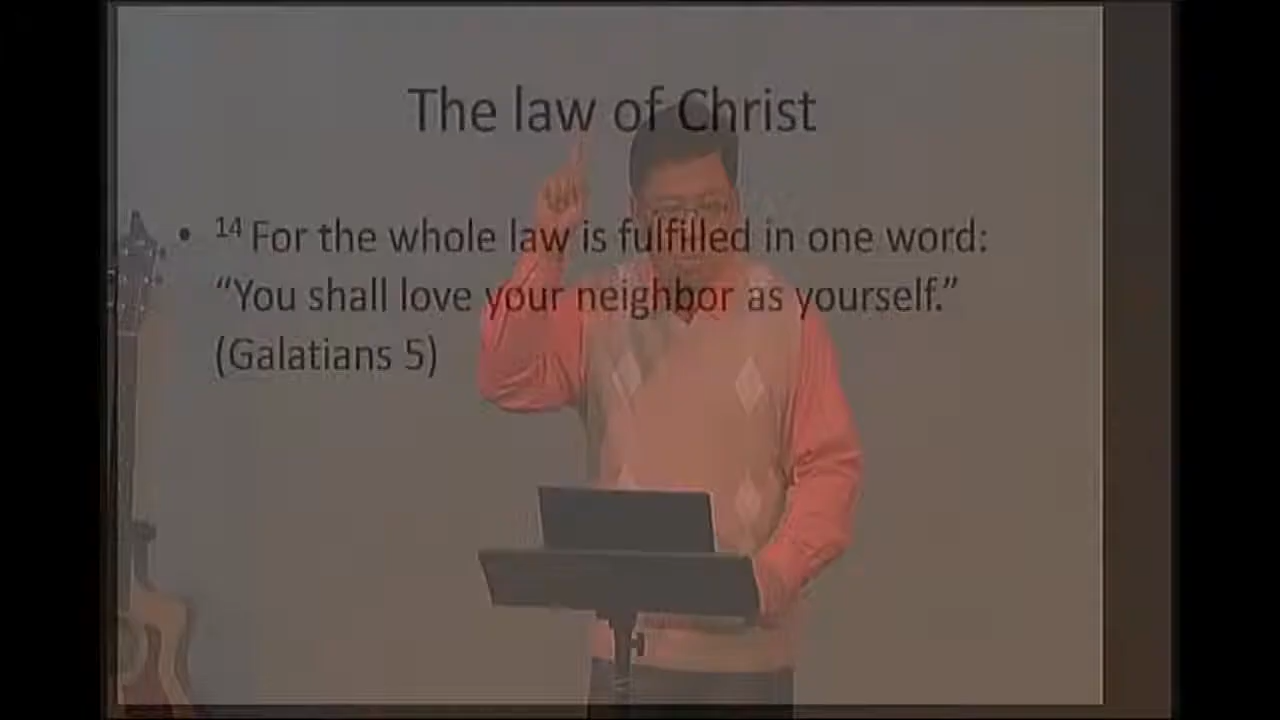 The law of Christ
• 14 For the whole law is fulfilled in one word:
“You shall love your neighbor as yourself.”
(Galatians 5)